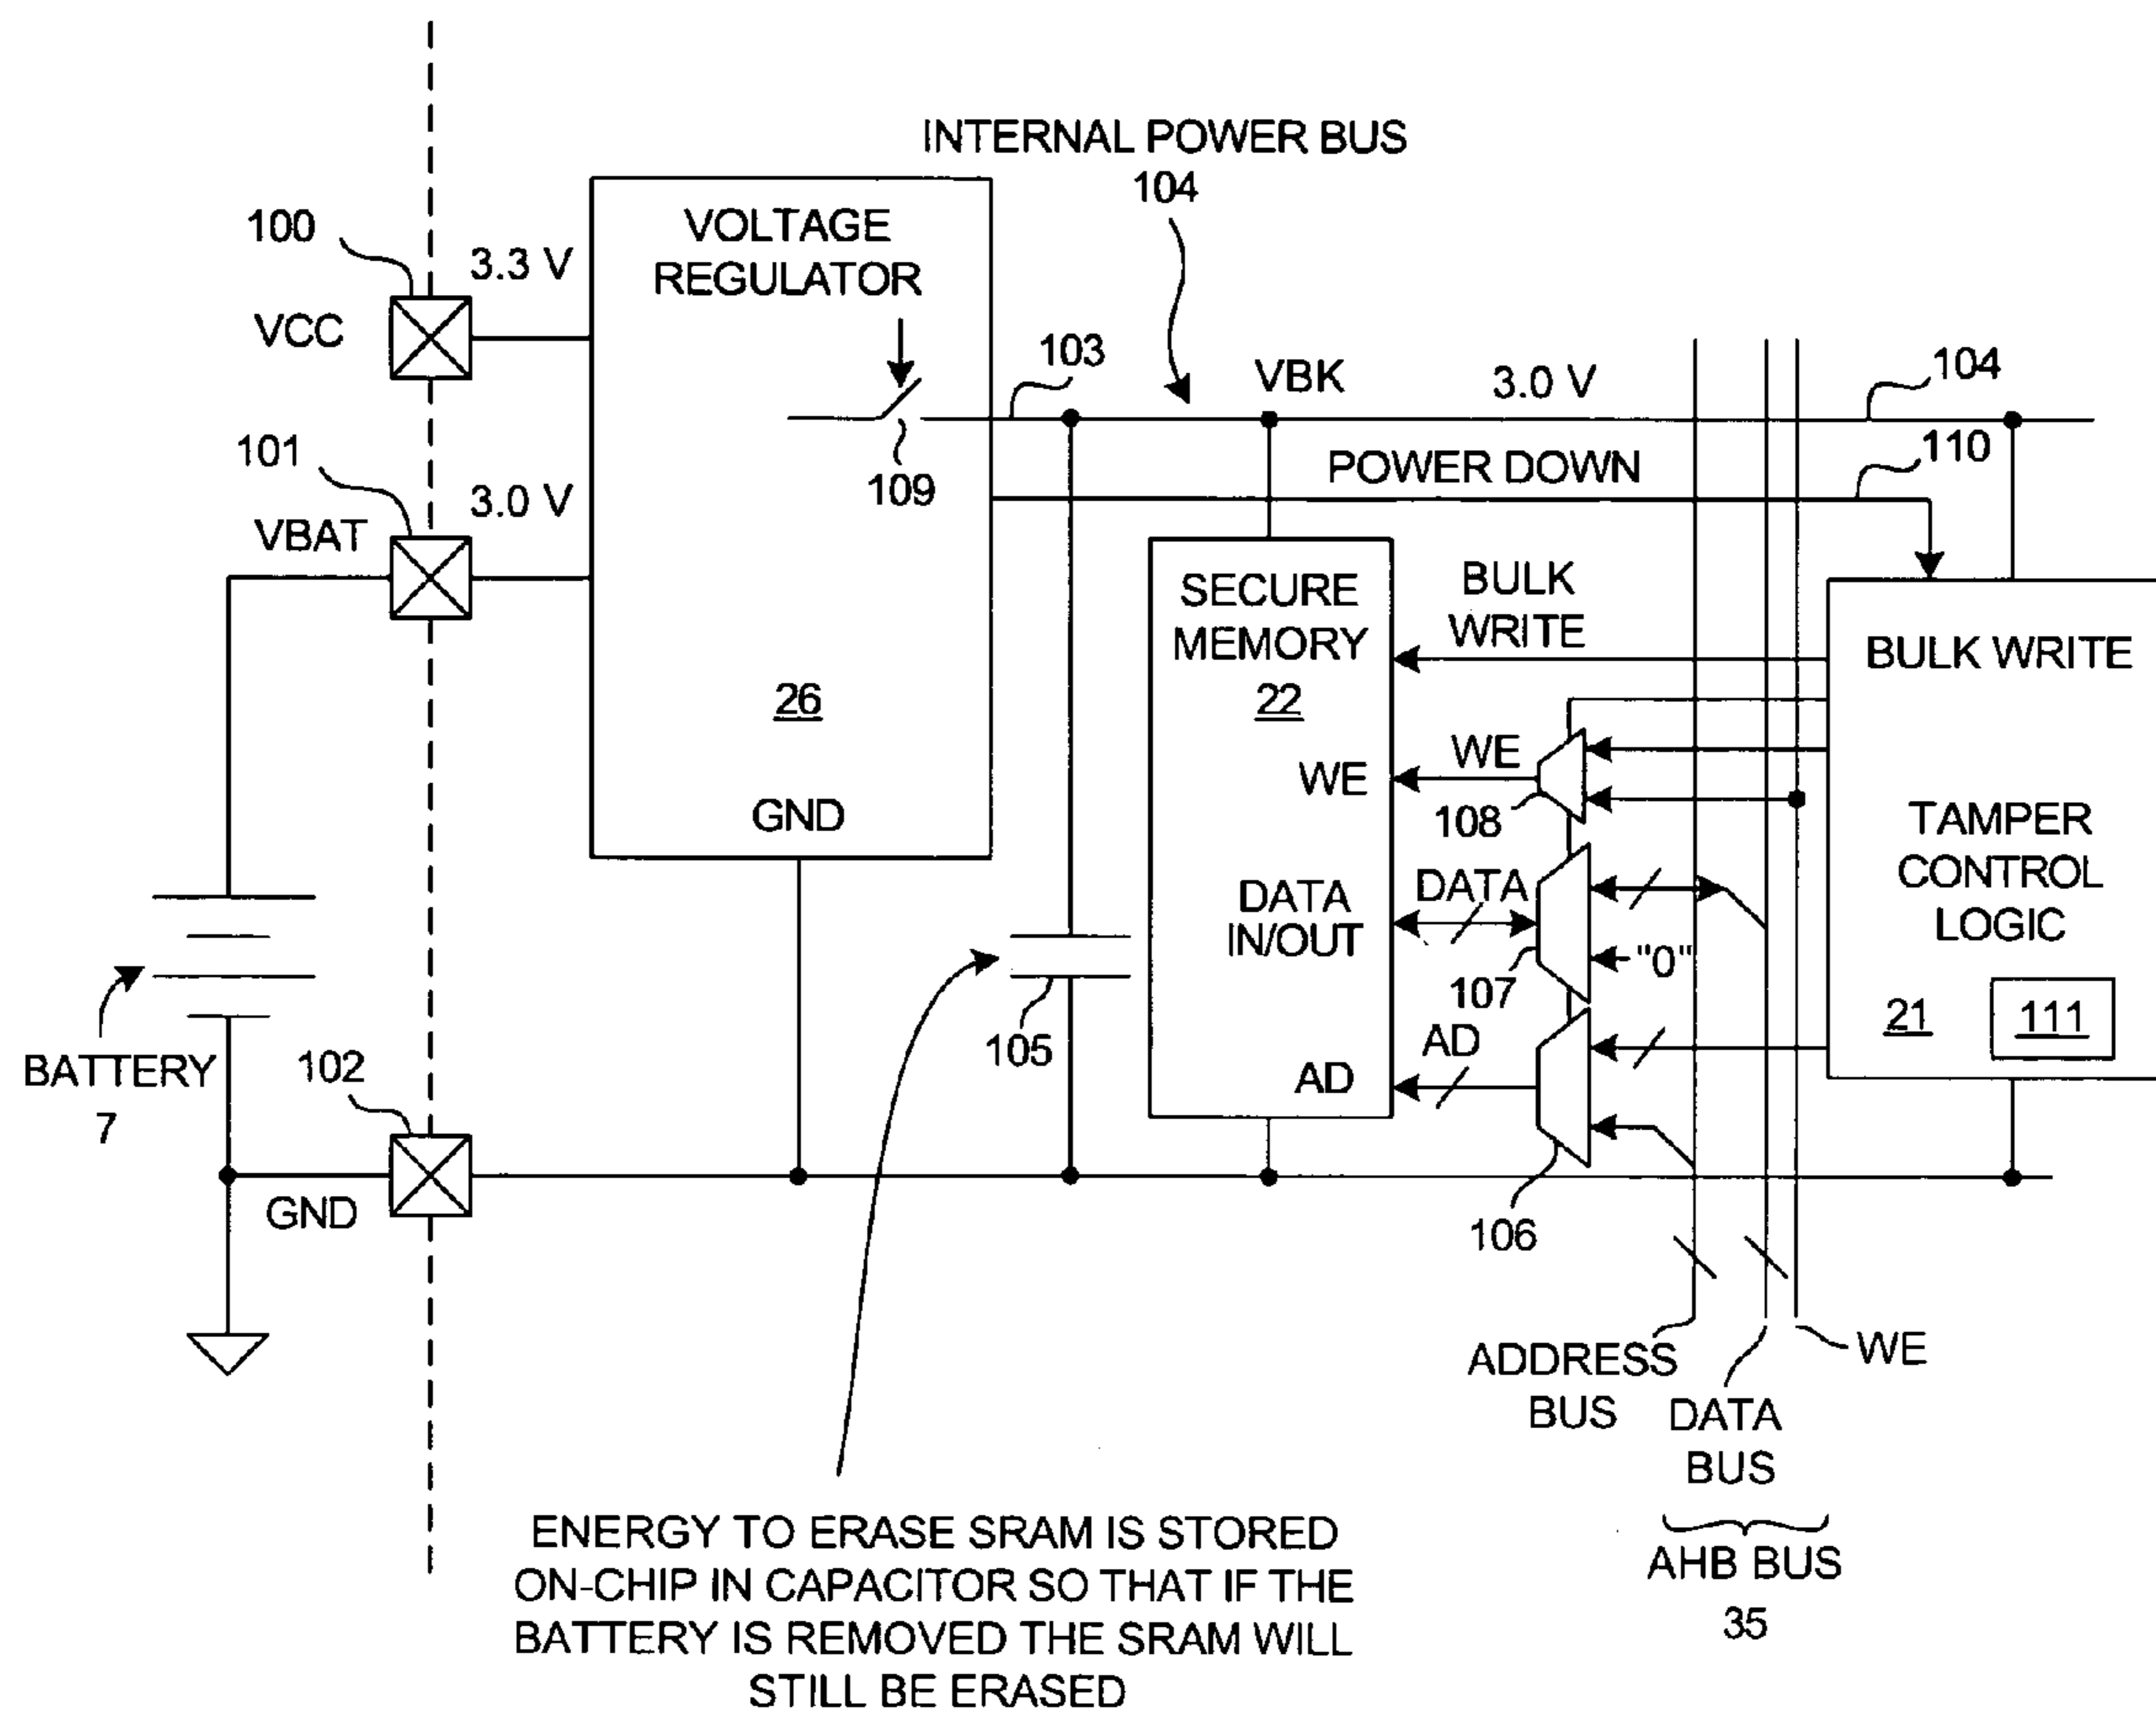 INTERNAL POWER BUS
104
100
3.3 V
VCC
VOLTAGE
REGULATOR
103
VBK
3.0 V
104
101
3.0 V
VBAT
109
POWER DOWN
110
26
GND
SECURE
MEMORY
22
WE
DATA
IN/OUT
AD
BULK
WRITE
WE
108
DATA
107
"0"
AD
106
BULK WRITE
TAMPER
CONTROL
LOGIC
21
111
105
BATTERY
7
102
GND
ADDRESS
BUS
DATA
BUS
WE
AHB BUS
35
ENERGY TO ERASE SRAM IS STORED
ON-CHIP IN CAPACITOR SO THAT IF THE
BATTERY IS REMOVED THE SRAM WILL
STILL BE ERASED